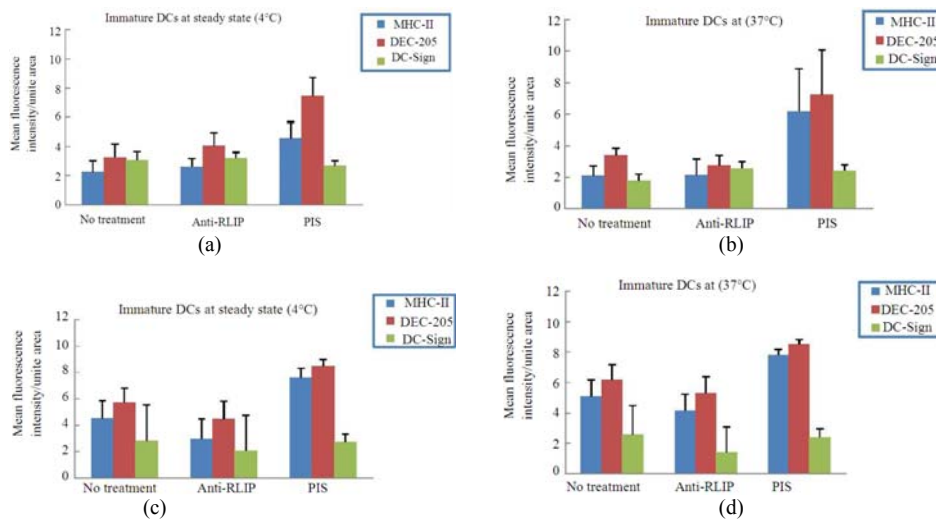 Immature DCs at steady state (4°C)
MHC-II
DEC-205
DC-Sign
Mean fluorescence
intensity/unite area
12
10
8
6
4
2
0
No treatment
Anti-RLIP
PIS
(a)
Immature DCs at (37°C)
MHC-II
DEC-205
DC-Sign
Mean fluorescence
intensity/unite area
12
10
8
6
4
2
0
No treatment
Anti-RLIP
PIS
(b)
Immature DCs at steady state (4°C)
MHC-II
DEC-205
DC-Sign
Mean fluorescence
intensity/unite area
12
10
8
6
4
2
0
No treatment
Anti-RLIP
PIS
(c)
Immature DCs at (37°C)
MHC-II
DEC-205
DC-Sign
Mean fluorescence
intensity/unite area
12
10
8
6
4
2
0
No treatment
Anti-RLIP
PIS
(d)